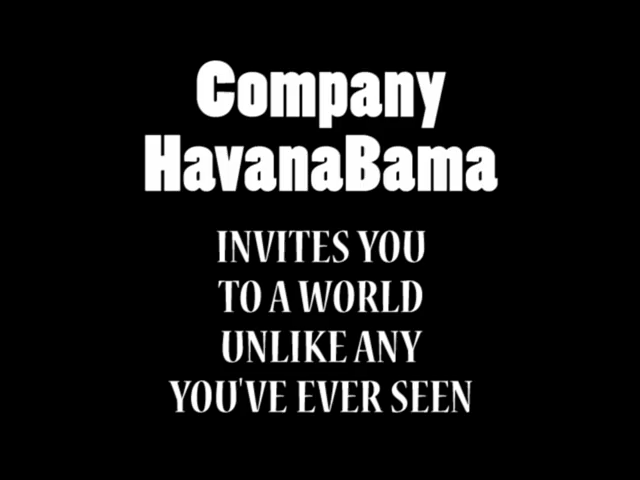 Company
HavanaBama
INVITES YOU
TO A WORLD
UNLIKE ANY
YOU'VE EVER SEEN